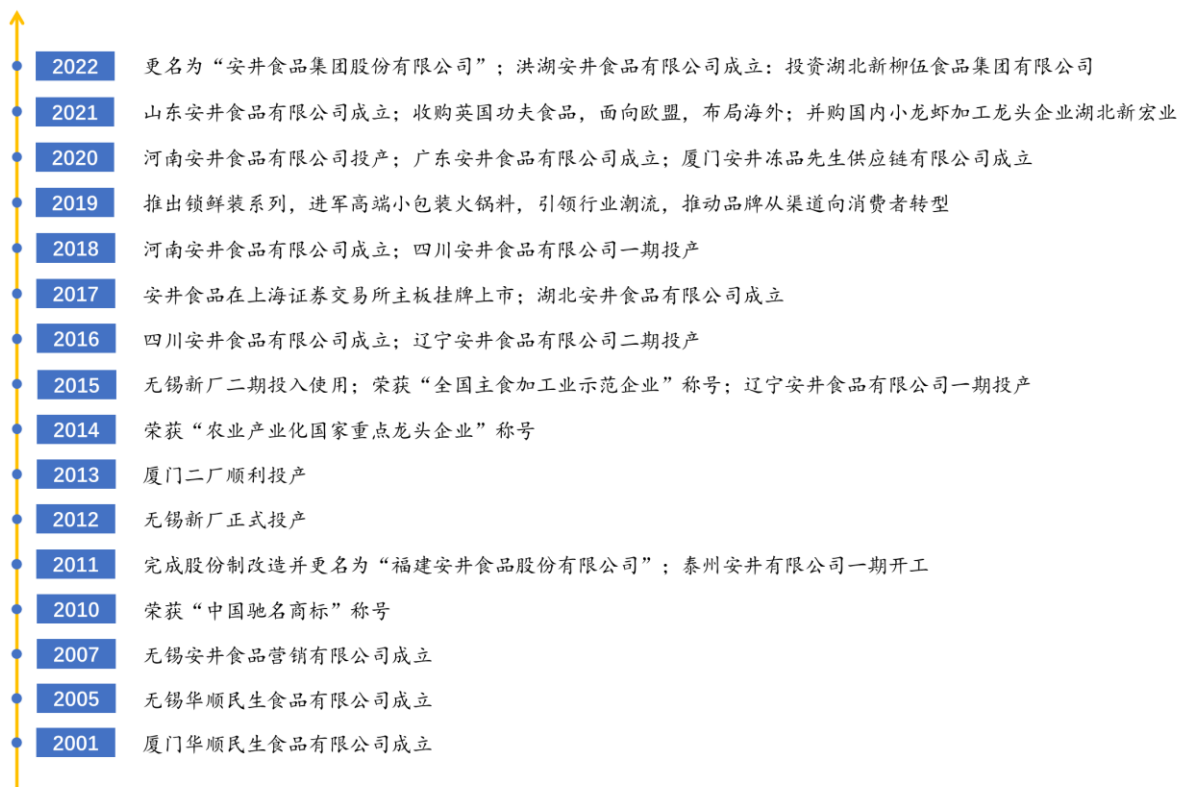 2022 更名为“安井食品集团股份有限公司”；洪湖安井食品有限公司成立：投资湖北新柳伍食品集团有限公司
2021 山东安井食品有限公司成立；收购英国功夫食品，面向欧盟，布局海外；并购国内小龙虾加工龙头企业湖北新宏业
2020 河南安井食品有限公司投产；广东安井食品有限公司成立；厦门安井冻品先生供应链有限公司成立
2019 推出锁鲜装系列，进军高端小包装火锅料，引领行业潮流，推动品牌从渠道向消费者转型
2018 河南安井食品有限公司成立；四川安井食品有限公司一期投产
2017 安井食品在上海证券交易所主板挂牌上市；湖北安井食品有限公司成立
2016 四川安井食品有限公司成立；辽宁安井食品有限公司二期投产
2015 无锡新厂二期投入使用；荣获“全国主食加工业示范企业”称号；辽宁安井食品有限公司一期投产
2014 荣获“农业产业化国家重点龙头企业”称号
2013 厦门二厂顺利投产
2012 无锡新厂正式投产
2011 完成股份制改造并更名为“福建安井食品股份有限公司”；泰州安井有限公司一期开工
2010 荣获“中国驰名商标”称号
2007 无锡安井食品营销有限公司成立
2005 无锡华顺民生食品有限公司成立
2001 厦门华顺民生食品有限公司成立